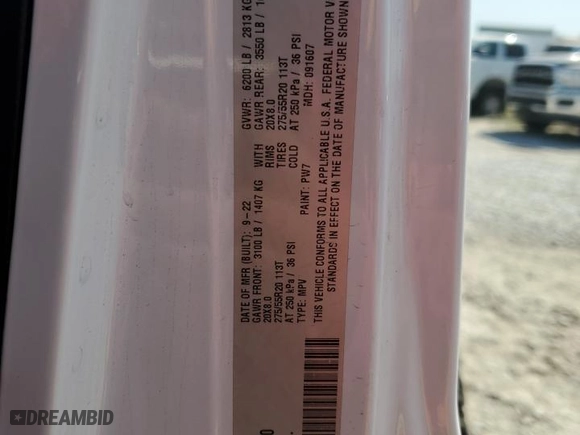 DATE OF MFR (BUILT): 9-22 GVWR: 6200 LB / 2813 KG
GAWR FRONT: 3100 LB / 1407 KG WITH GAWR REAR: 3550 LB /
20X8.0 RIMS 20X8.0
275/55R20 113T TIRES 275/55R20 113T
AT 250 kPa / 36 PSI COLD AT 250 kPa / 36 PSI
TYPE: MPV PAINT: PW7 MDH: 091607
THIS VEHICLE CONFORMS TO ALL APPLICABLE U.S.A. FEDERAL MOTOR V
STANDARDS IN EFFECT ON THE DATE OF MANUFACTURE SHOWN
DREAMBID